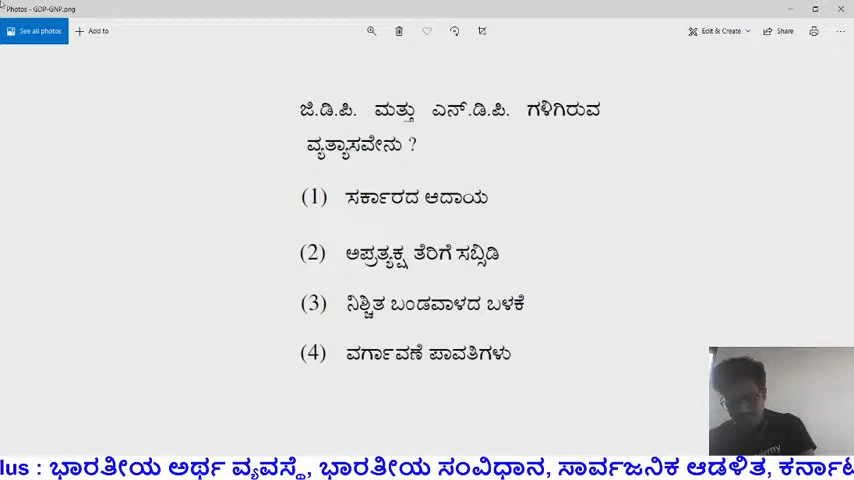 Photos - GDP-GNP.png
See all photos
Add to
Edit & Create
Share
ಜಿ.ಡಿ.ಪಿ. ಮತ್ತು ಎನ್.ಡಿ.ಪಿ. ಗಳಿಗಿರುವ
ವ್ಯತ್ಯಾಸವೇನು ?
(1) ಸರ್ಕಾರದ ಆದಾಯ
(2) ಅಪ್ರತ್ಯಕ್ಷ ತೆರಿಗೆ ಸಬ್ಸಿಡಿ
(3) ನಿಶ್ಚಿತ ಬಂಡವಾಳದ ಬಳಕೆ
(4) ವರ್ಗಾವಣೆ ಪಾವತಿಗಳು
lus : ಭಾರತೀಯ ಅರ್ಥ ವ್ಯವಸ್ಥೆ, ಭಾರತೀಯ ಸಂವಿಧಾನ, ಸಾರ್ವಜನಿಕ ಆಡಳಿತ, ಕರ್ನಾಟ